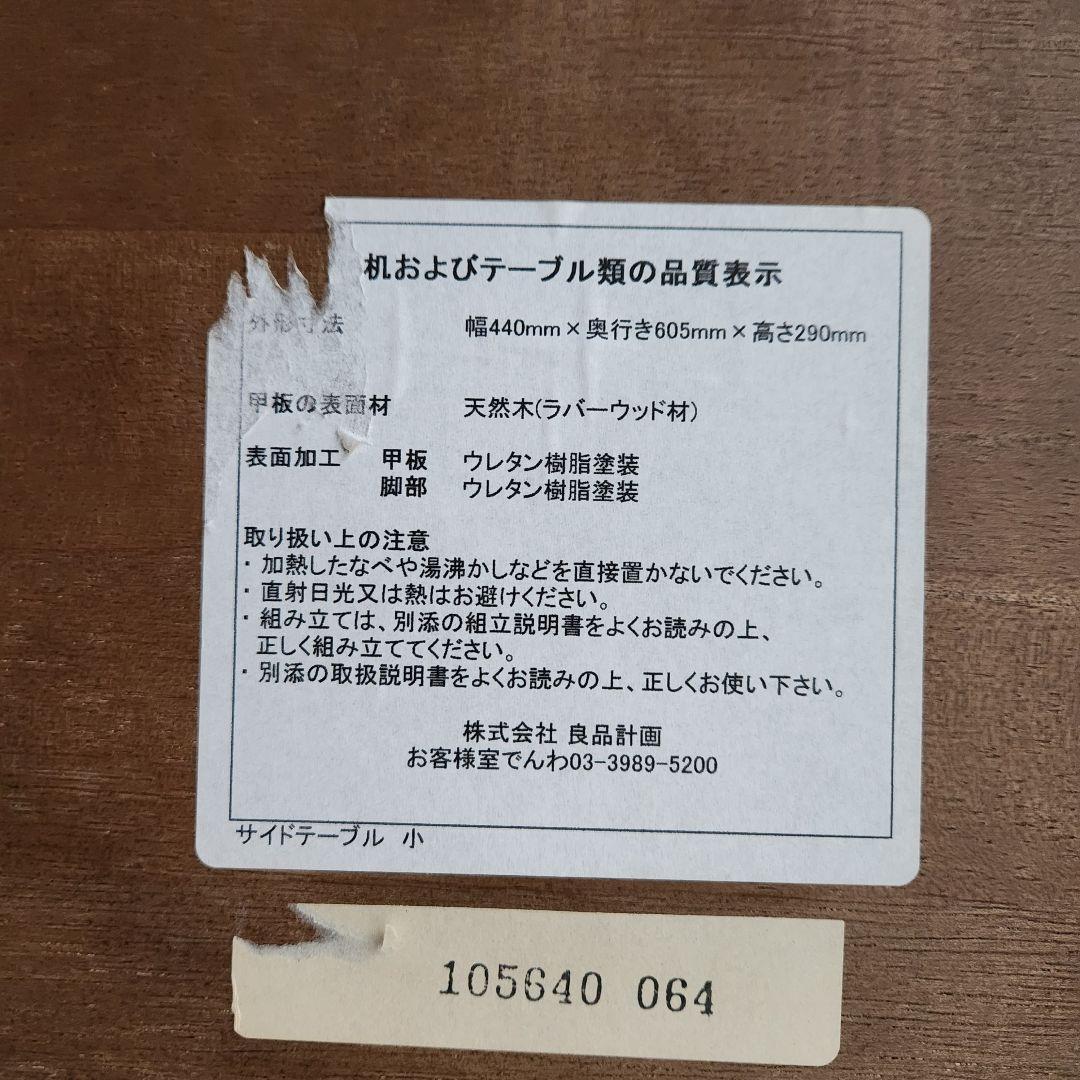 机およびテーブル類の品質表示
外形寸法 幅440mm×奥行き605mm×高さ290mm
甲板の表面材 天然木(ラバーウッド材)
表面加工 甲板 ウレタン樹脂塗装
脚部 ウレタン樹脂塗装
取り扱い上の注意
・加熱したなべや湯沸かしなどを直接置かないでください。
・直射日光又は熱はお避けください。
・組み立ては、別添の組立説明書をよくお読みの上、
正しく組み立ててください。
・別添の取扱説明書をよくお読みの上、正しくお使い下さい。
株式会社 良品計画
お客様室でんわ03-3989-5200
サイドテーブル 小
105640 064